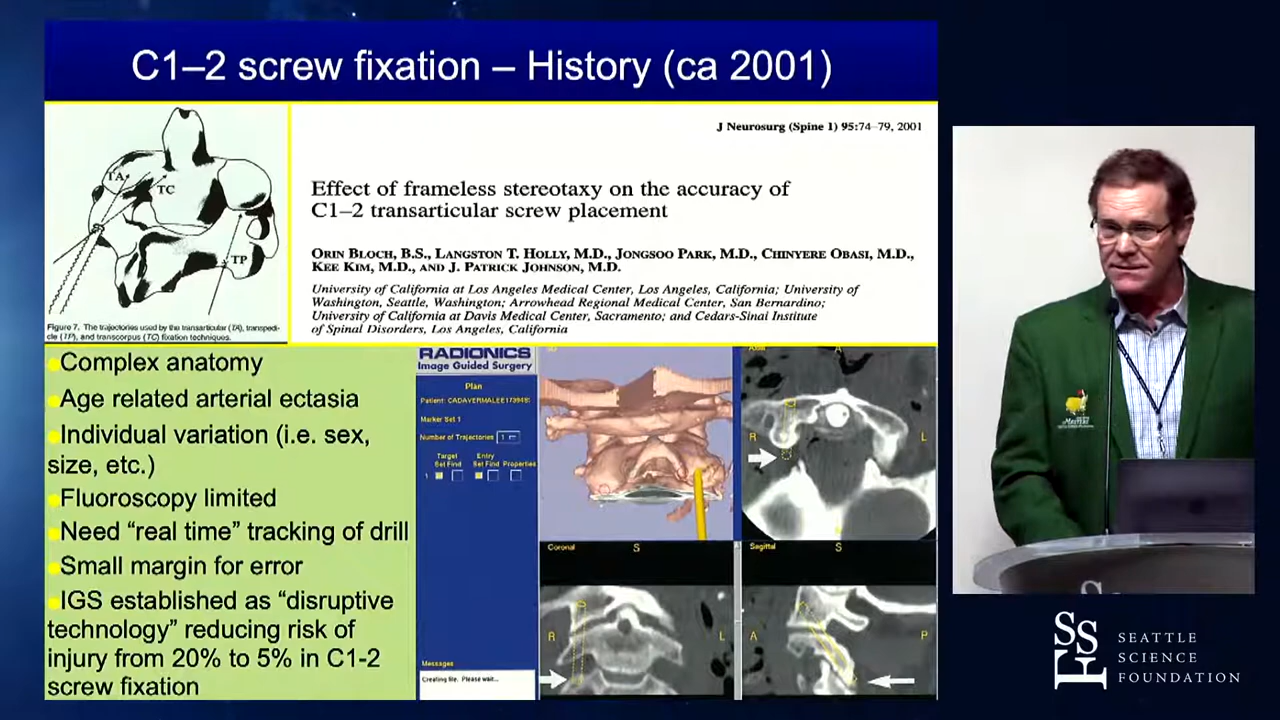 C1–2 screw fixation – History (ca 2001)
TA
TC
TP
Figure 7. The trajectories used by the transarticular (TA), transpedi-
cle (TP), and transcorpus (TC) fixation techniques.
J Neurosurg (Spine 1) 95:74–79, 2001
Effect of frameless stereotaxy on the accuracy of
C1–2 transarticular screw placement
ORIN BLOCH, B.S., LANGSTON T. HOLLY, M.D., JONGSOO PARK, M.D., CHINYERE OBASI, M.D.,
KEE KIM, M.D., AND J. PATRICK JOHNSON, M.D.
University of California at Los Angeles Medical Center, Los Angeles, California; University of
Washington, Seattle, Washington; Arrowhead Regional Medical Center, San Bernardino;
University of California at Davis Medical Center, Sacramento; and Cedars-Sinai Institute
of Spinal Disorders, Los Angeles, California
Complex anatomy
Age related arterial ectasia
Individual variation (i.e. sex,
size, etc.)
Fluoroscopy limited
Need “real time” tracking of drill
Small margin for error
IGS established as “disruptive
technology” reducing risk of
injury from 20% to 5% in C1-2
screw fixation
RADIONICS
Image Guided Surgery
Plan
Marker Set 1
Number of Trajectories 1
Target Entry
Set Find Set Find Properties
1
Messages
Creating file. Please wait...
A
R L
Coronal S
R L
Sagittal S
A P
Masters
SSF
SEATTLE
SCIENCE
FOUNDATION